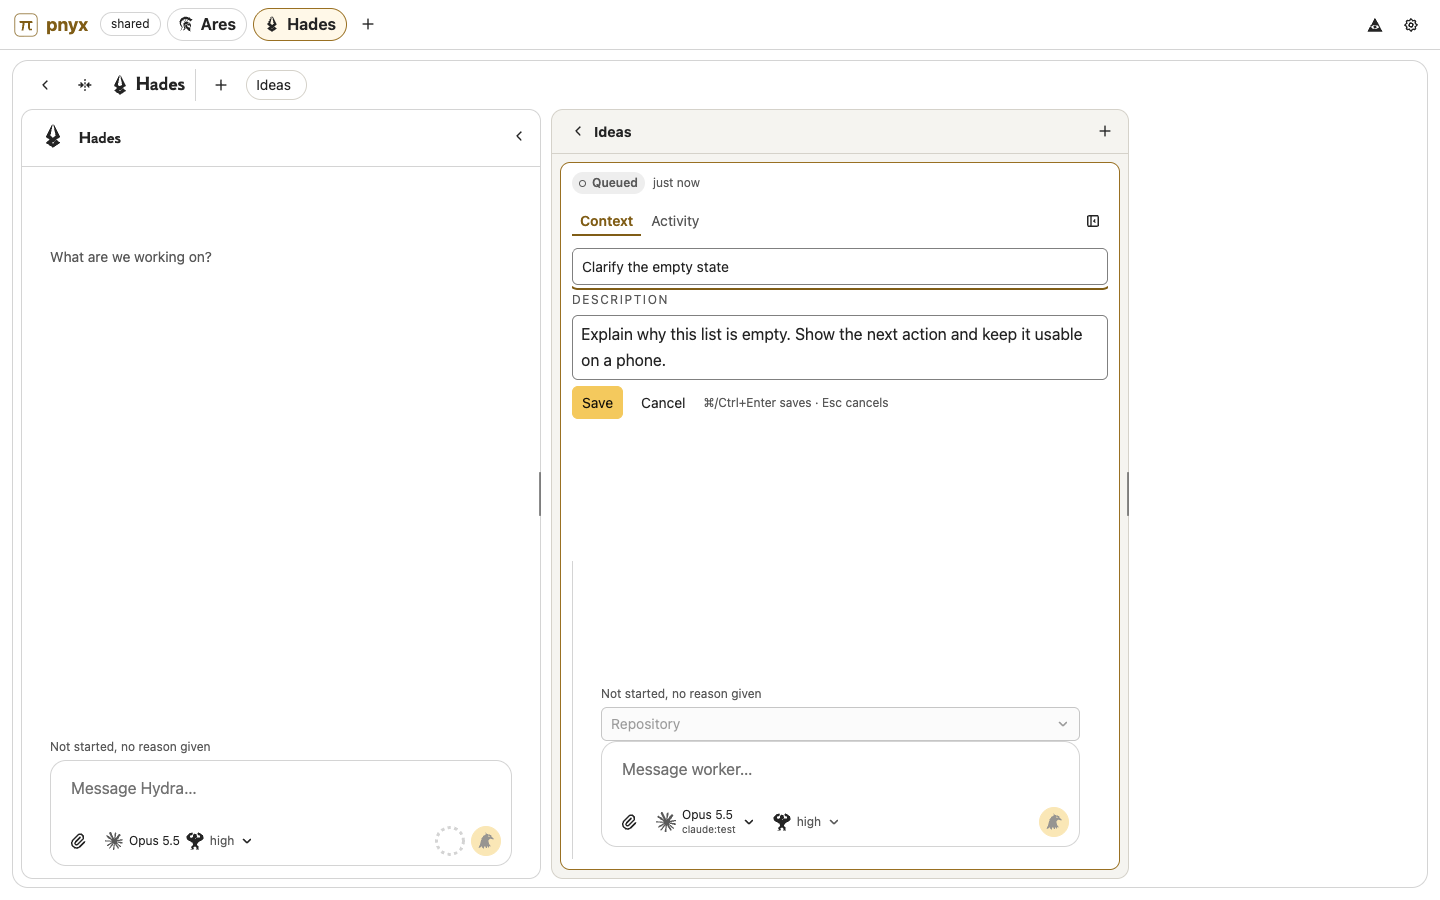 π pnyx shared Ares Hades
Hades Ideas
Hades
What are we working on?
Not started, no reason given
Message Hydra...
Opus 5.5 high
Ideas
Queued just now
Context Activity
Clarify the empty state
DESCRIPTION
Explain why this list is empty. Show the next action and keep it usable
on a phone.
Save Cancel ⌘/Ctrl+Enter saves · Esc cancels
Not started, no reason given
Repository
Message worker...
Opus 5.5
claude:test
high